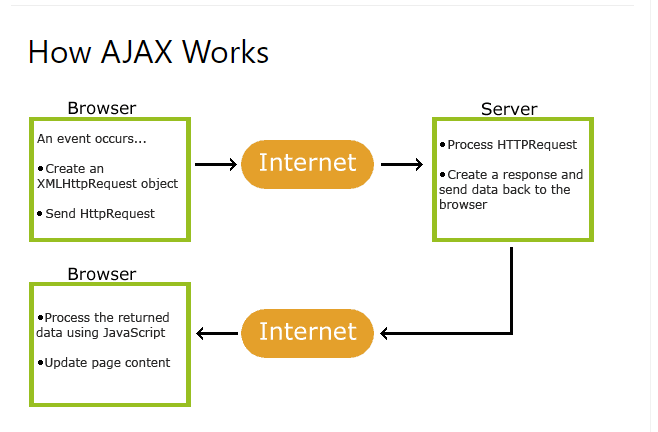 How AJAX Works
Browser
An event occurs...
•Create an
XMLHttpRequest object
• Send HttpRequest
Internet
Server
•Process HTTPRequest
•Create a response and
send data back to the
browser
Browser
•Process the returned
data using JavaScript
•Update page content
Internet